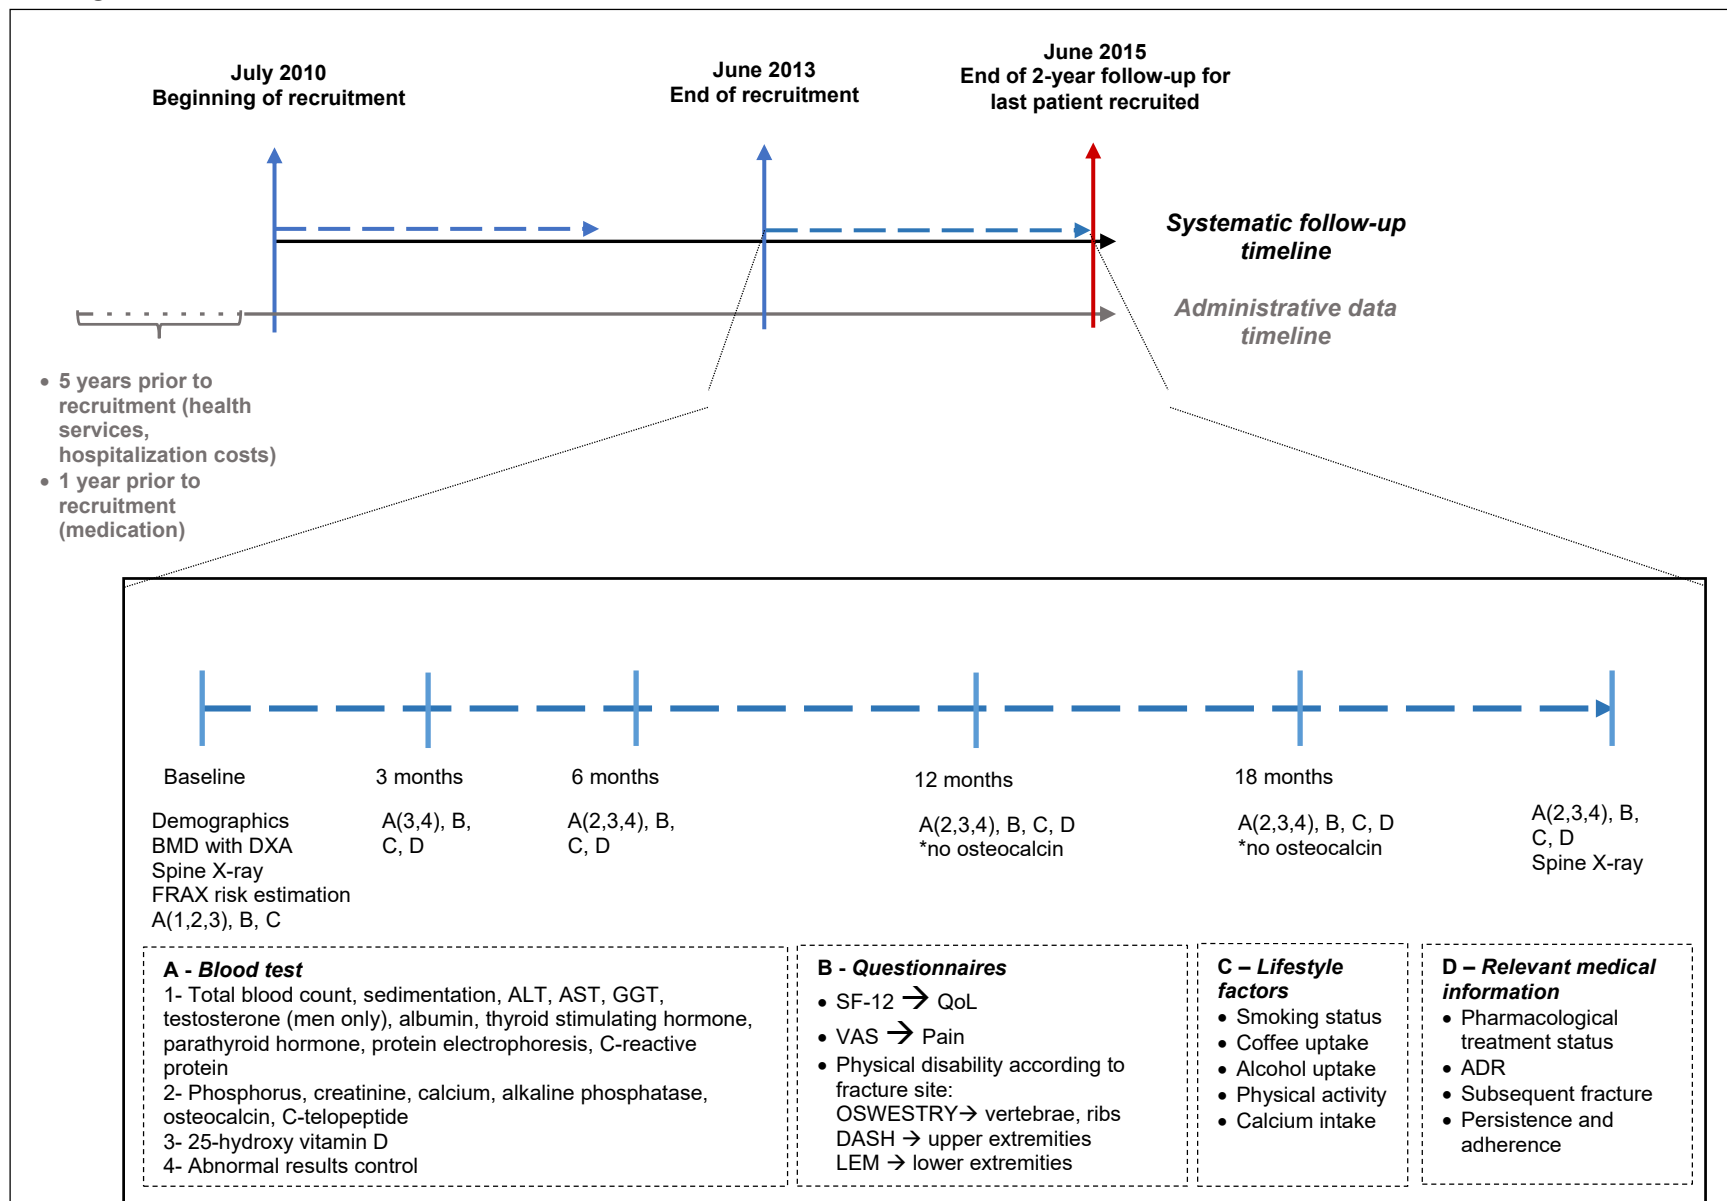 July 2010
Beginning of recruitment
June 2013
End of recruitment
June 2015
End of 2-year follow-up for
last patient recruited
Systematic follow-up
timeline
Administrative data
timeline
• 5 years prior to
recruitment (health
services,
hospitalization costs)
• 1 year prior to
recruitment
(medication)
Baseline
Demographics
BMD with DXA
Spine X-ray
FRAX risk estimation
A(1,2,3), B, C
3 months
A(3,4), B,
C, D
6 months
A(2,3,4), B,
C, D
12 months
A(2,3,4), B, C, D
*no osteocalcin
18 months
A(2,3,4), B, C, D
*no osteocalcin
A(2,3,4), B,
C, D
Spine X-ray
A - Blood test
1- Total blood count, sedimentation, ALT, AST, GGT,
testosterone (men only), albumin, thyroid stimulating hormone,
parathyroid hormone, protein electrophoresis, C-reactive
protein
2- Phosphorus, creatinine, calcium, alkaline phosphatase,
osteocalcin, C-telopeptide
3- 25-hydroxy vitamin D
4- Abnormal results control
B - Questionnaires
• SF-12 → QoL
• VAS → Pain
• Physical disability according to
fracture site:
OSWESTRY→ vertebrae, ribs
DASH → upper extremities
LEM → lower extremities
C – Lifestyle
factors
• Smoking status
• Coffee uptake
• Alcohol uptake
• Physical activity
• Calcium intake
D – Relevant medical
information
• Pharmacological
treatment status
• ADR
• Subsequent fracture
• Persistence and
adherence